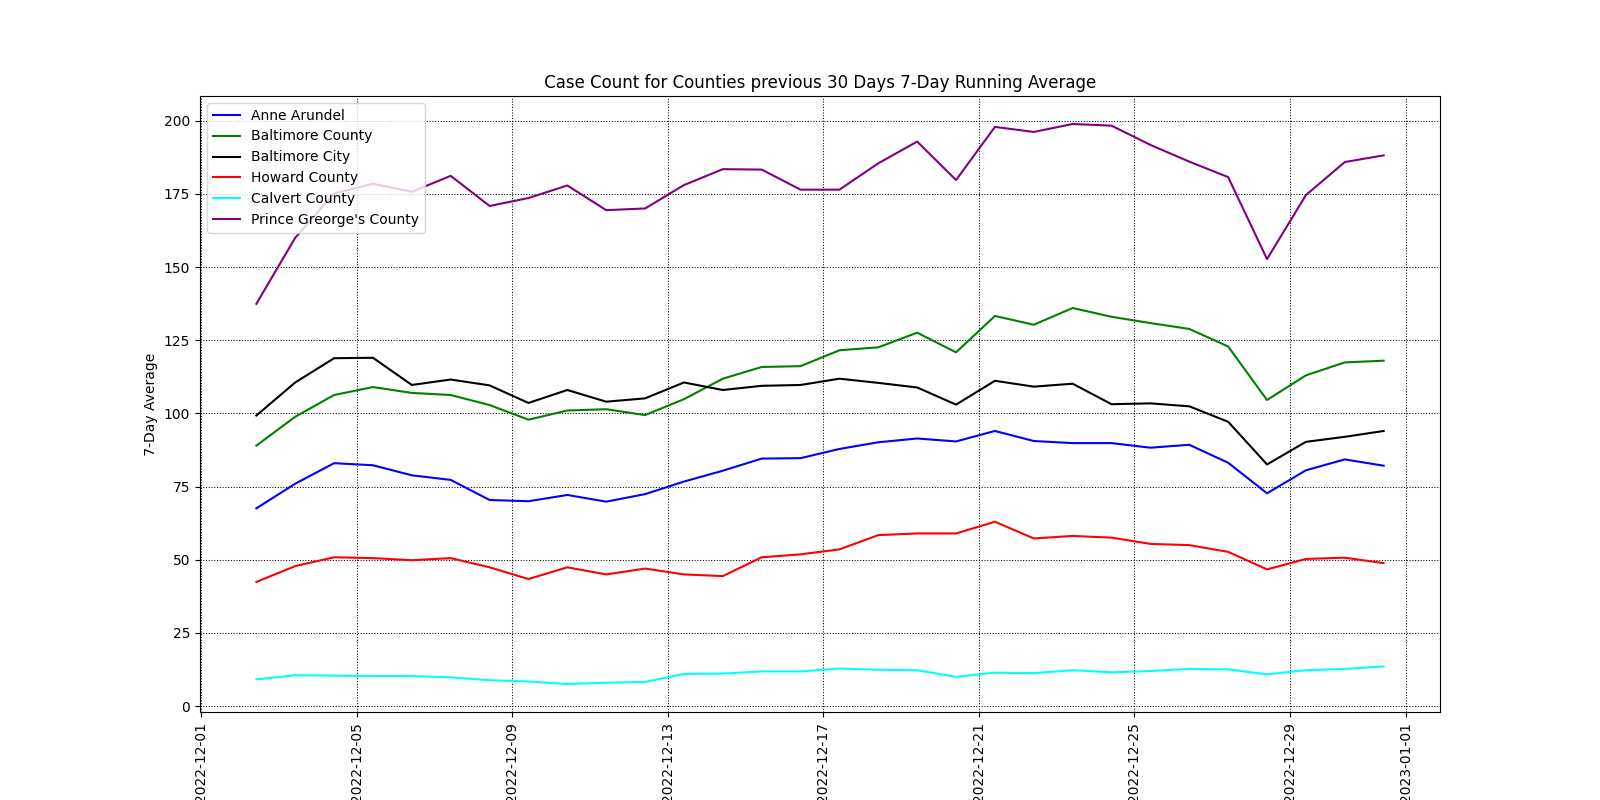 Case Count for Counties previous 30 Days 7-Day Running Average
Anne Arundel
Baltimore County
Baltimore City
Howard County
Calvert County
Prince Greorge's County
7-Day Average
200
175
150
125
100
75
50
25
0
2022-12-01
2022-12-05
2022-12-09
2022-12-13
2022-12-17
2022-12-21
2022-12-25
2022-12-29
2023-01-01